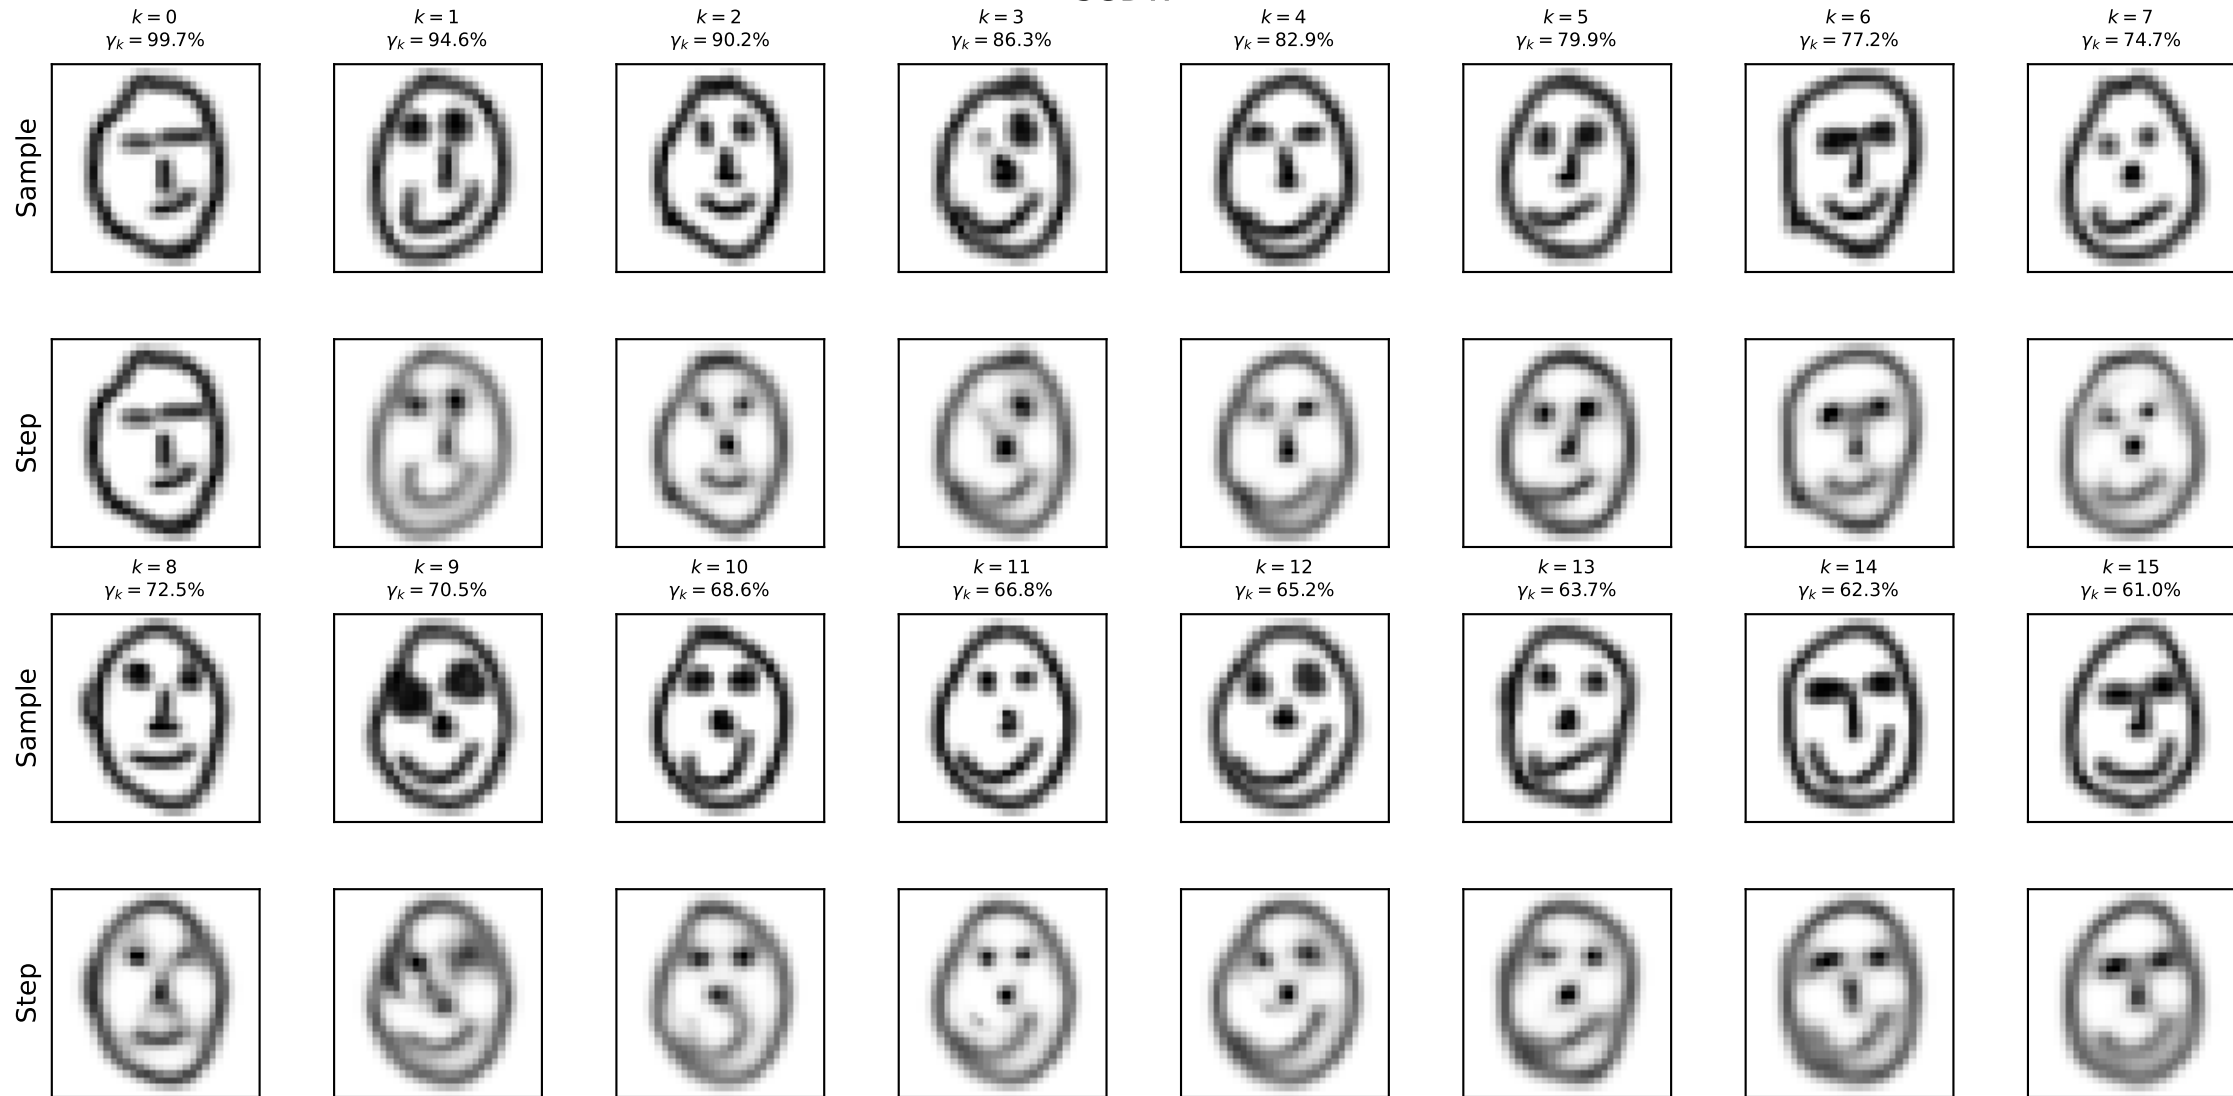 k = 0 k = 1 k = 2 k = 3 k = 4 k = 5 k = 6 k = 7
γk = 99.7% γk = 94.6% γk = 90.2% γk = 86.3% γk = 82.9% γk = 79.9% γk = 77.2% γk = 74.7%
Sample
Step
k = 8 k = 9 k = 10 k = 11 k = 12 k = 13 k = 14 k = 15
γk = 72.5% γk = 70.5% γk = 68.6% γk = 66.8% γk = 65.2% γk = 63.7% γk = 62.3% γk = 61.0%
Sample
Step